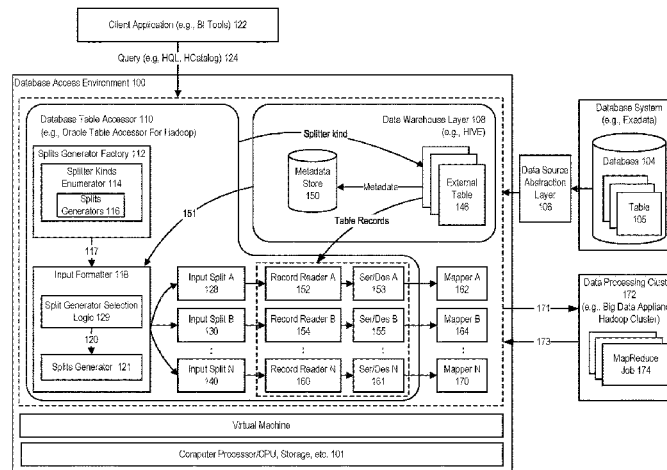 Client Application (e.g., BI Tools) 122
Query (e.g. HQL, HCatalog) 124
Database Access Environment 100
Database Table Accessor 110
(e.g., Oracle Table Accessor For Hadoop)
Splits Generator Factory 112
Splitter Kinds
Enumerator 114
Splits
Generators 116
117
Input Formatter 118
Split Generator Selection
Logic 129
120
Splits Generator 121
Splitter kind
Data Warehouse Layer 108
(e.g., HIVE)
Metadata
Store
150
Metadata
External
Table
146
151
Table Records
Input Split A
128
Record Reader A
152
Ser/Des A
153
Mapper A
162
Input Split B
130
Record Reader B
154
Ser/Des B
155
Mapper B
164
Input Split N
140
Record Reader N
160
Ser/Des N
161
Mapper N
170
Virtual Machine
Computer Processor/CPU, Storage, etc. 101
Database System
(e.g., Exadata)
Database 104
Table
105
Data Source
Abstraction
Layer
106
171
173
Data Processing Cluster
172
(e.g., Big Data Appliance
Hadoop Cluster)
MapReduce
Job 174